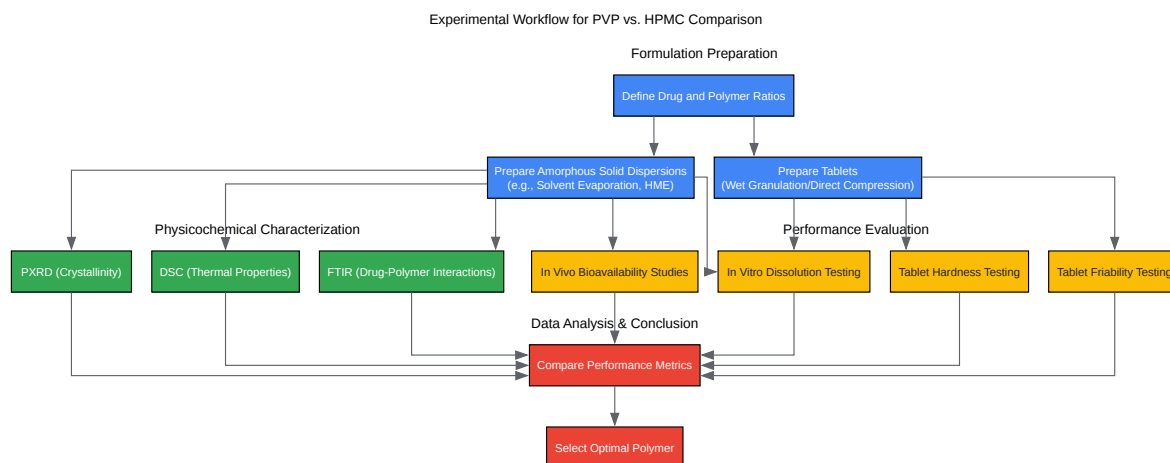 Experimental Workflow for PVP vs. HPMC Comparison
Formulation Preparation
Define Drug and Polymer Ratios
Prepare Amorphous Solid Dispersions
(e.g., Solvent Evaporation, HME)
Prepare Tablets
(Wet Granulation/Direct Compression)
Physicochemical Characterization
Performance Evaluation
PXRD (Crystallinity)
DSC (Thermal Properties)
FTIR (Drug-Polymer Interactions)
In Vivo Bioavailability Studies
In Vitro Dissolution Testing
Tablet Hardness Testing
Tablet Friability Testing
Data Analysis & Conclusion
Compare Performance Metrics
Select Optimal Polymer